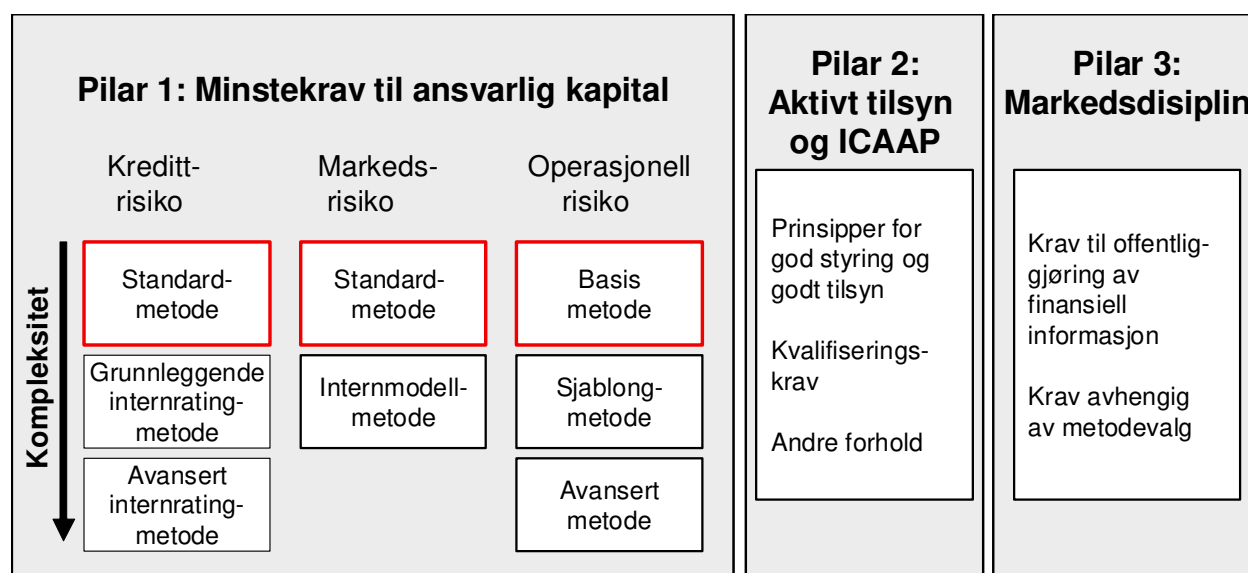 Pilar 1: Minstekrav til ansvarlig kapital
Kreditt-
risiko
Markeds-
risiko
Operasjonell
risiko
Kompleksitet
Standard-
metode
Standard-
metode
Basis
metode
Grunnleggende
internrating-
metode
Internmodell-
metode
Sjablong-
metode
Avansert
internrating-
metode
Avansert
metode
Pilar 2:
Aktivt tilsyn
og ICAAP
Prinsipper for
god styring og
godt tilsyn
Kvalifiserings-
krav
Andre forhold
Pilar 3:
Markedsdisiplin
Krav til offentlig-
gjøring av
finansiell
informasjon
Krav avhengig
av metodevalg